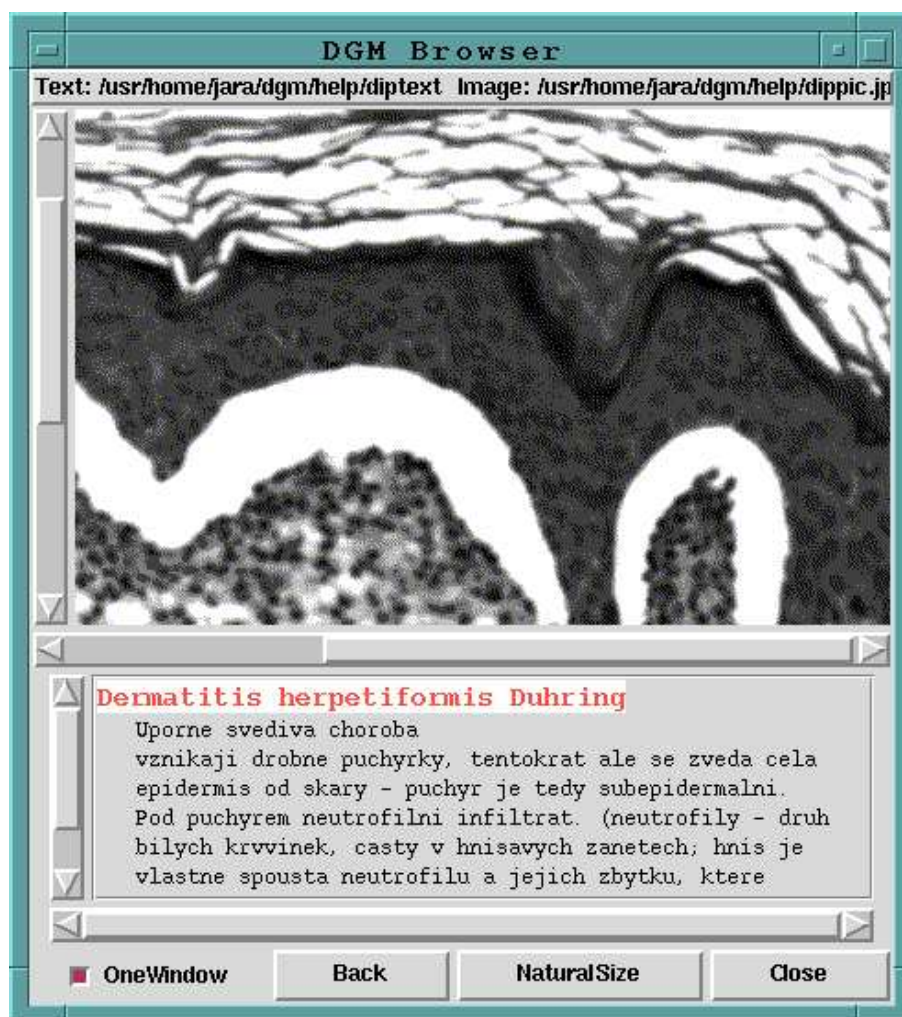 DGM Browser
Text: /usr/home/jara/dgm/help/diptext Image: /usr/home/jara/dgm/help/dippic.jp
Dermatitis herpetiformis Duhring
Uporne svediva choroba
vznikaji drobne puchyrky, tentokrat ale se zveda cela
epidermis od skary - puchyr je tedy subepidermalni.
Pod puchyrem neutrofilni infiltrat. (neutrofily - druh
bilych krvvinek, casty v hnisavych zanetech; hnis je
vlastne spousta neutrofilu a jejich zbytku, ktere
OneWindow Back NaturalSize Close